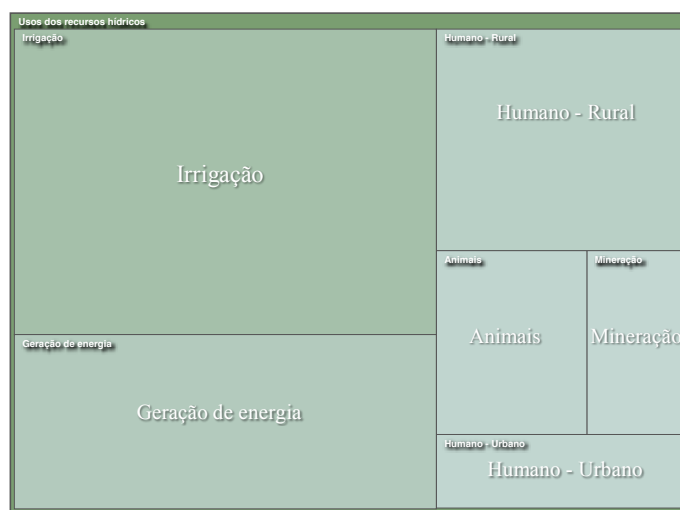 Usos dos recursos hídricos
Irrigação
Irrigação
Geração de energia
Geração de energia
Humano - Rural
Humano - Rural
Animais
Animais
Mineração
Mineração
Humano - Urbano
Humano - Urbano